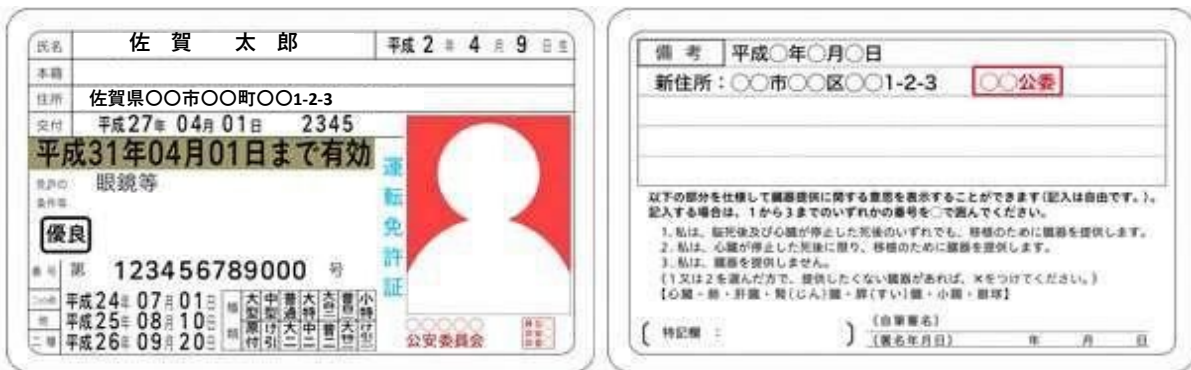 氏名 佐賀 太郎 平成2年4月9日生
本籍
住所 佐賀県〇〇市〇〇町〇〇1-2-3
交付 平成27年04月01日 2345
平成31年04月01日まで有効
免許の
条件等
眼鏡等
優良
番号 第 123456789000 号
平成24年07月01日
他 平成25年08月10日
二種 平成26年09月20日
種類
大型 中型 普通 大特 大自二 普自二 小特
原付 け引 大二 中二 普二 大特二 け引二
運転免許証
〇〇〇〇〇
公安委員会
備考 平成〇年〇月〇日
新住所:〇〇市〇〇区〇〇1-2-3 〇〇公委
以下の部分を仕様して臓器提供に関する意思を表示することができます(記入は自由です。)。
記入する場合は、1から3までのいずれかの番号を〇で囲んでください。
1. 私は、脳死後及び心臓が停止した死後のいずれでも、移植のために臓器を提供します。
2. 私は、心臓が停止した死後に限り、移植のために臓器を提供します。
3. 私は、臓器を提供しません。
(1又は2を選んだ方で、提供したくない臓器があれば、×をつけてください。)
【心臓・肺・肝臓・腎(じん)臓・膵(すい)臓・小腸・眼球】
(自筆署名)
( 特記欄 : )
(署名年月日) 年 月 日